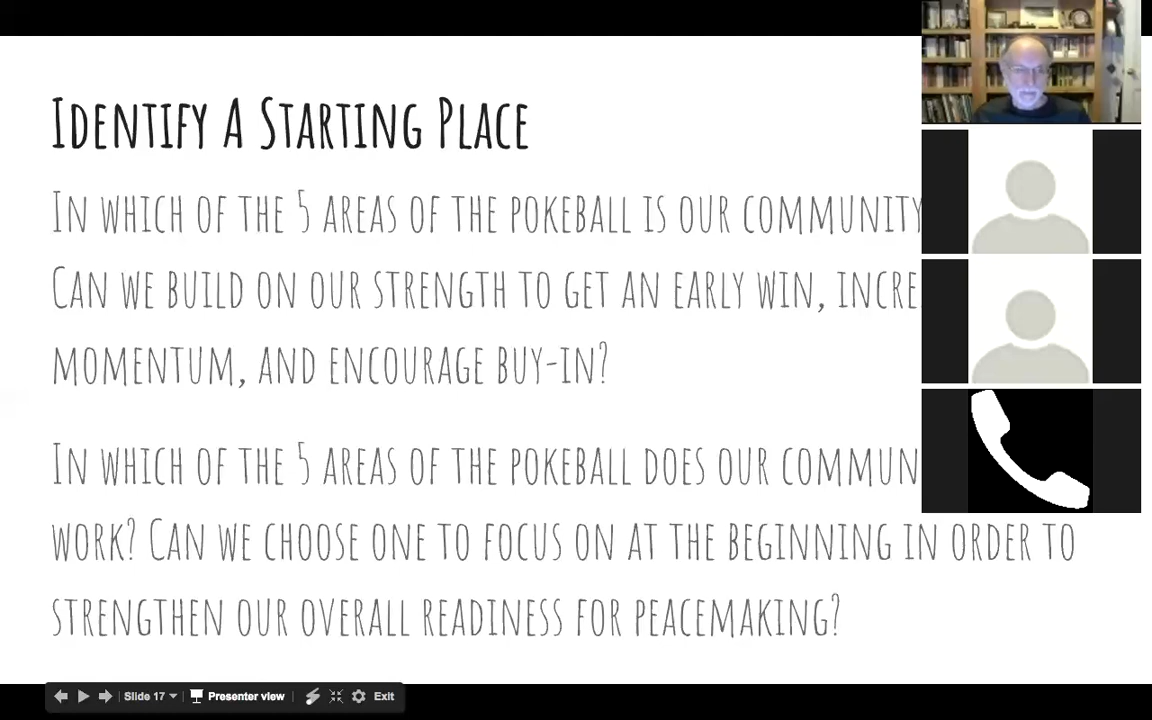 Identify A Starting Place
In which of the 5 areas of the pokeball is our community
Can we build on our strength to get an early win,
momentum, and encourage buy-in?
In which of the 5 areas of the pokeball does our
work? Can we choose one to focus on at the beginning in order to
strengthen our overall readiness for peacemaking?
Slide 17
Presenter view
Exit